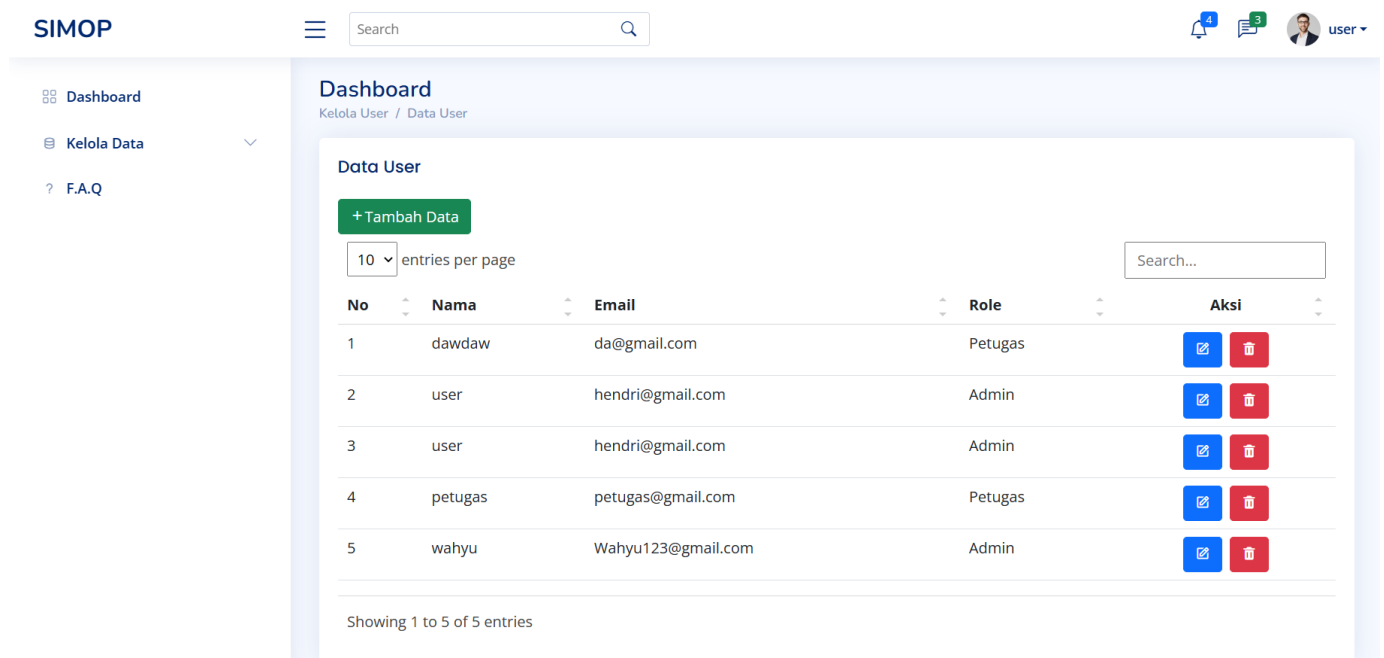 SIMOP
Search
4
3
user
Dashboard
Kelola Data
? F.A.Q
Dashboard
Kelola User / Data User
Data User
+Tambah Data
10 entries per page
Search...
No Nama Email Role Aksi
1 dawdaw da@gmail.com Petugas
2 user hendri@gmail.com Admin
3 user hendri@gmail.com Admin
4 petugas petugas@gmail.com Petugas
5 wahyu Wahyu123@gmail.com Admin
Showing 1 to 5 of 5 entries